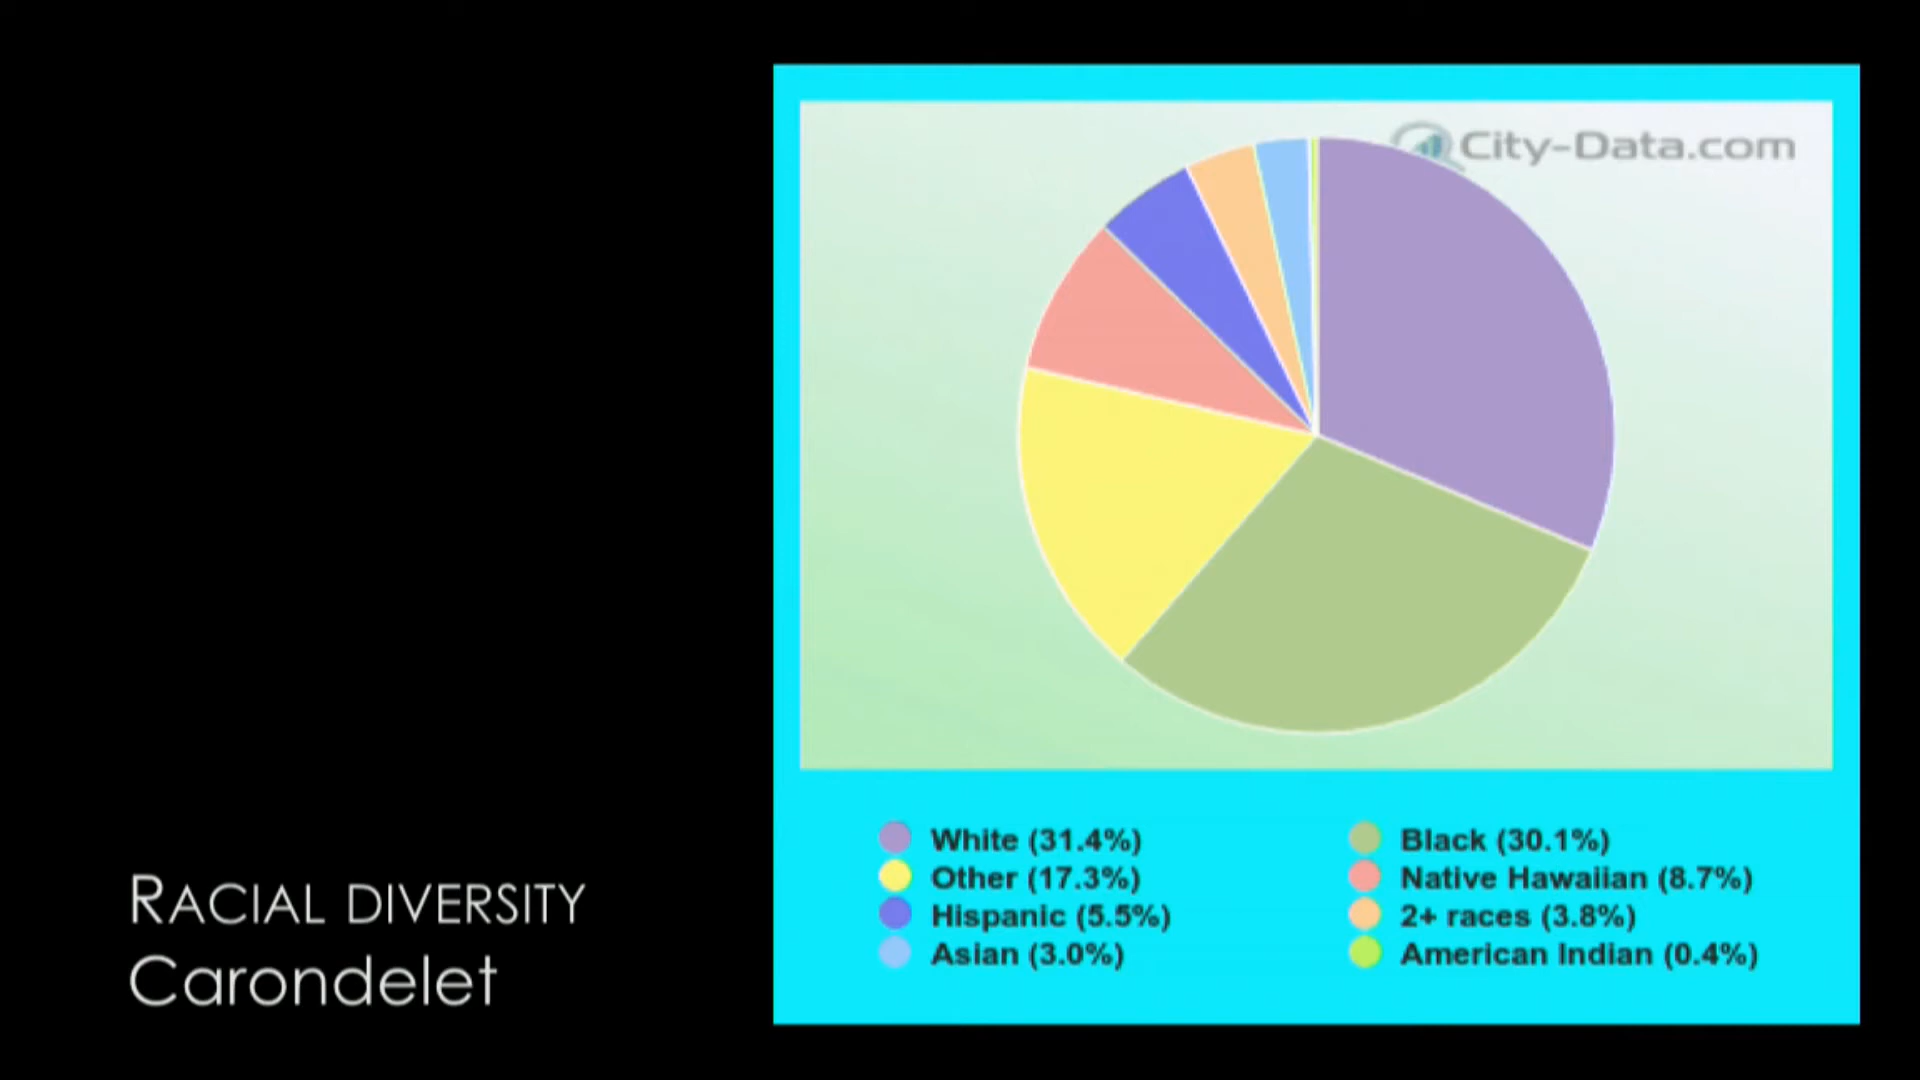 City-Data.com
White (31.4%)
Black (30.1%)
Other (17.3%)
Native Hawaiian (8.7%)
Hispanic (5.5%)
2+ races (3.8%)
Asian (3.0%)
American Indian (0.4%)
RACIAL DIVERSITY
Carondelet